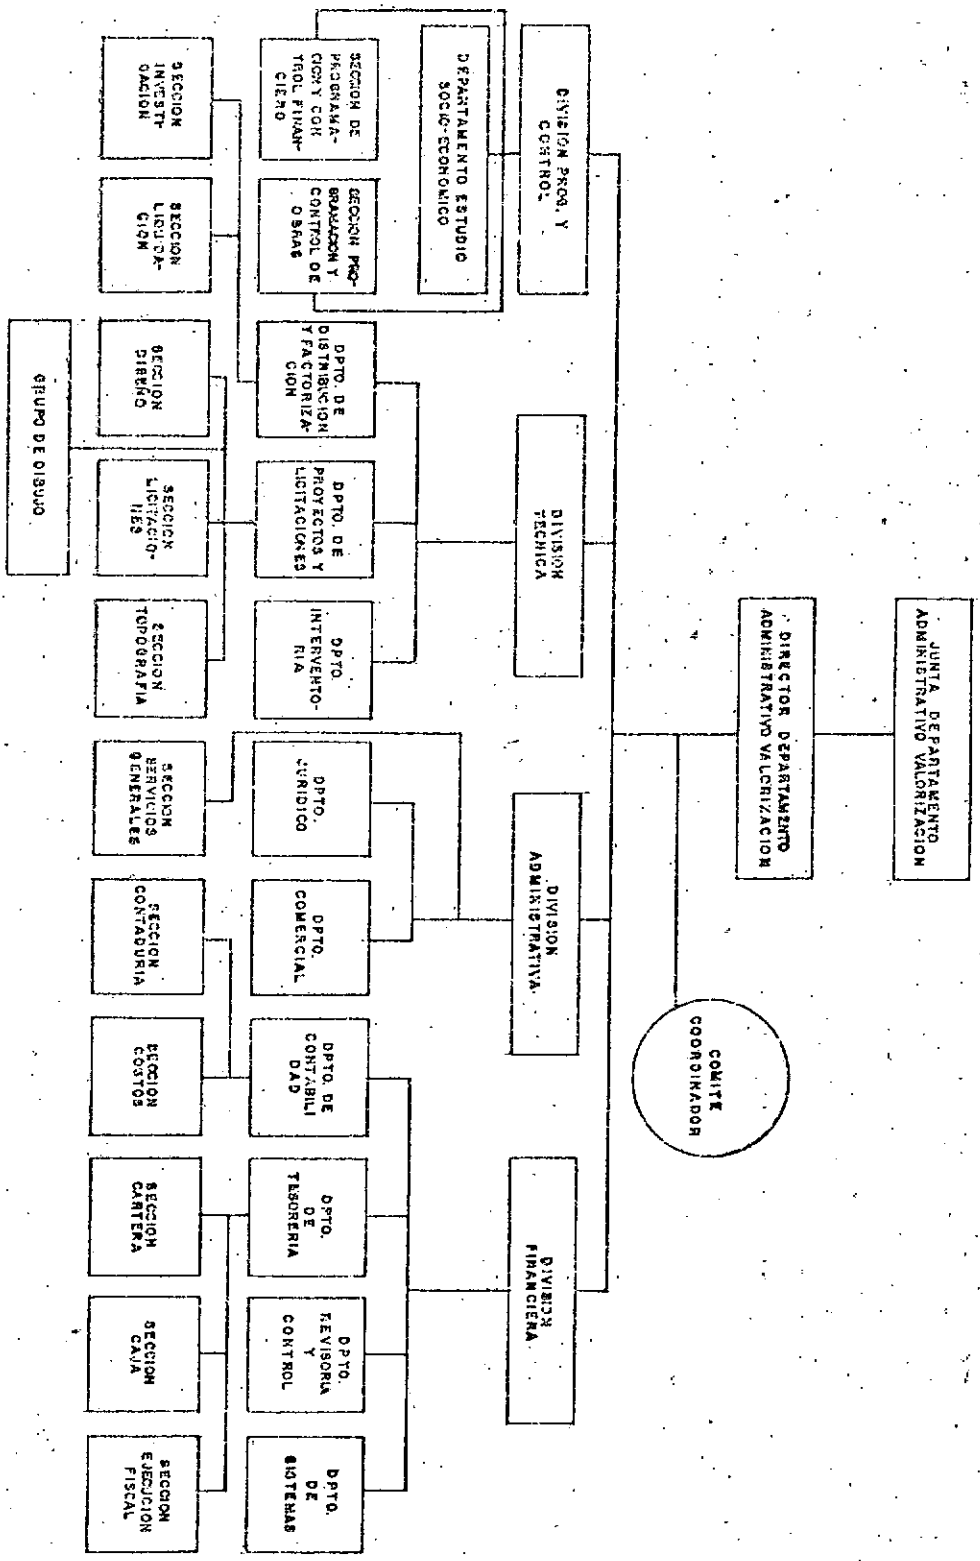 JUNTA DEPARTAMENTO
ADMINISTRATIVO VALORIZACION
DIRECTOR DEPARTAMENTO
ADMINISTRATIVO VALORIZACION
COMITE
COORDINADOR
DIVISION PROG. Y
CONTROL
DIVISION
TECNICA
DIVISION
ADMINISTRATIVA
DIVISION
FINANCIERA
DEPARTAMENTO ESTUDIO
SOCIO-ECONOMICO
SECCION DE
PROGRAMA-
CION Y CON
TROL FINAN-
CIERO
SECCION PRO-
GRAMACION Y
CONTROL DE
OBRAS
DPTO. DE
DISTRIBUCION
Y FACTORIZA-
CION
DPTO. DE
PROYECTOS Y
LICITACIONES
DPTO.
INTERVENTO-
RIA
DPTO.
JURIDICO
DPTO.
COMERCIAL
DPTO. DE
CONTABILI
DAD
DPTO.
DE
TESORERIA
DPTO.
REVISORIA
Y
CONTROL
DPTO.
DE
SISTEMAS
SECCION
INVESTI-
GACION
SECCION
LIQUIDA-
CION
SECCION
DISEÑO
SECCION
LICITACIO-
NES
SECCION
TOPOGRAFIA
SECCION
SERVICIOS
GENERALES
SECCION
CONTADURIA
SECCION
COSTOS
SECCION
CARTERA
SECCION
CAJA
SECCION
EJECUCION
FISCAL
GRUPO DE DIBUJO